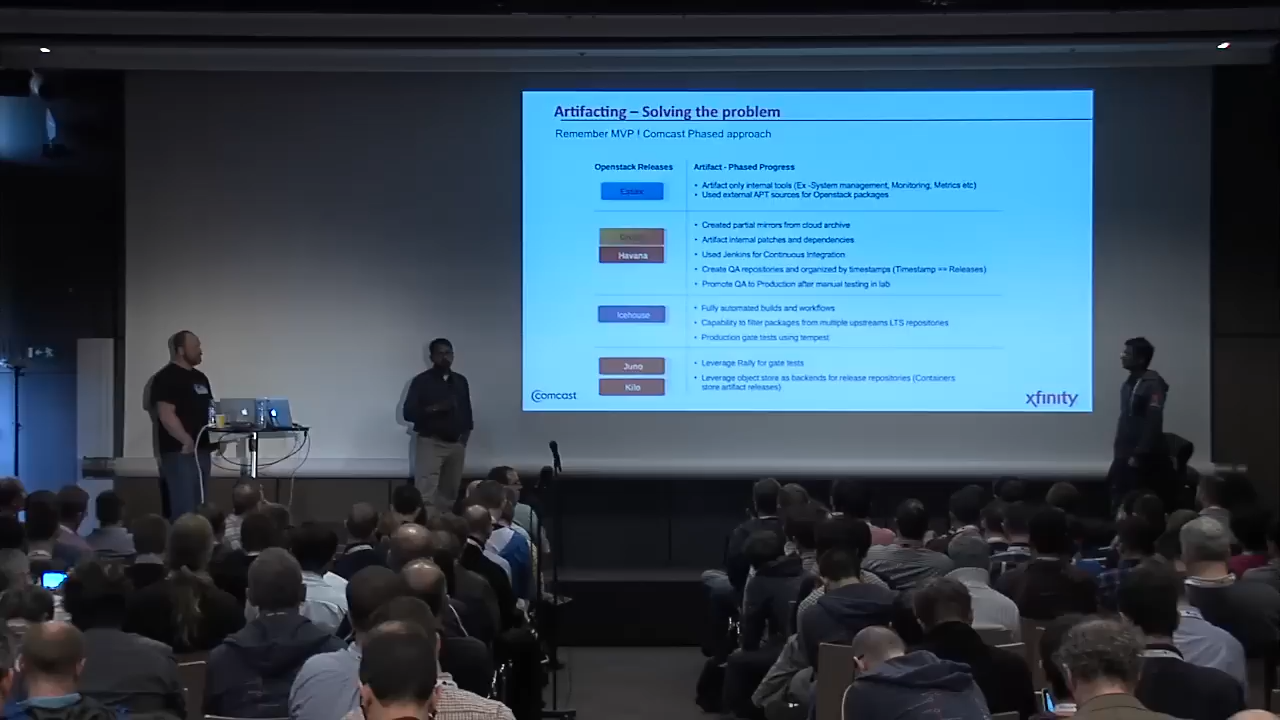 Artifacting – Solving the problem
Remember MVP ! Comcast Phased approach
Openstack Releases
Artifact - Phased Progress
Essex
• Artifact only internal tools (Ex -System management, Monitoring, Metrics etc)
• Used external APT sources for Openstack packages
Havana
• Created partial mirrors from cloud archive
• Artifact internal patches and dependencies
• Used Jenkins for Continuous Integration
• Create QA repositories and organized by timestamps (Timestamp == Releases)
• Promote QA to Production after manual testing in lab
Icehouse
• Fully automated builds and workflows
• Capability to filter packages from multiple upstreams LTS repositories
• Production gate tests using tempest
Juno
Kilo
• Leverage Rally for gate tests
• Leverage object store as backends for release repositories (Containers
store artifact releases)
comcast
xfinity